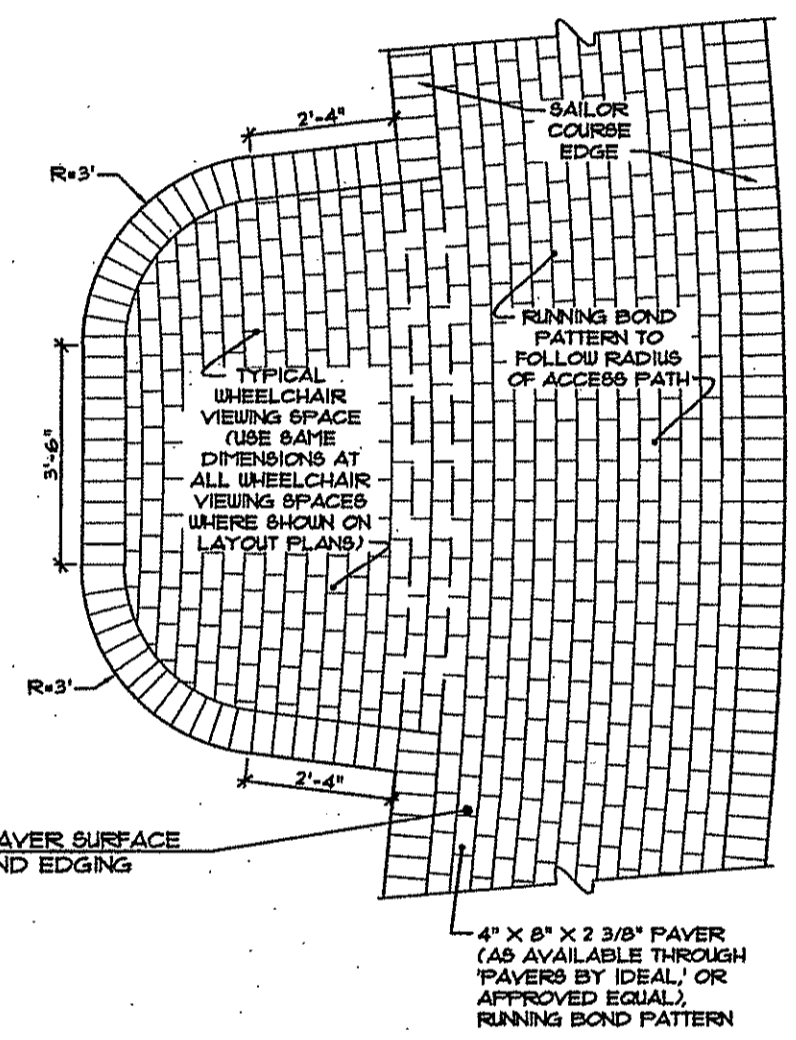 2'-4"
SAILOR
COURSE
EDGE
R=3'
RUNNING BOND
PATTERN TO
FOLLOW RADIUS
OF ACCESS PATH
TYPICAL
WHEELCHAIR
VIEWING SPACE
(USE SAME
DIMENSIONS AT
ALL WHEELCHAIR
VIEWING SPACES
WHERE SHOWN ON
LAYOUT PLANS)
3'-6"
R=3'
2'-4"
AVER SURFACE
ND EDGING
4" X 8" X 2 3/8" PAVER
(AS AVAILABLE THROUGH
'PAVERS BY IDEAL,' OR
APPROVED EQUAL),
RUNNING BOND PATTERN